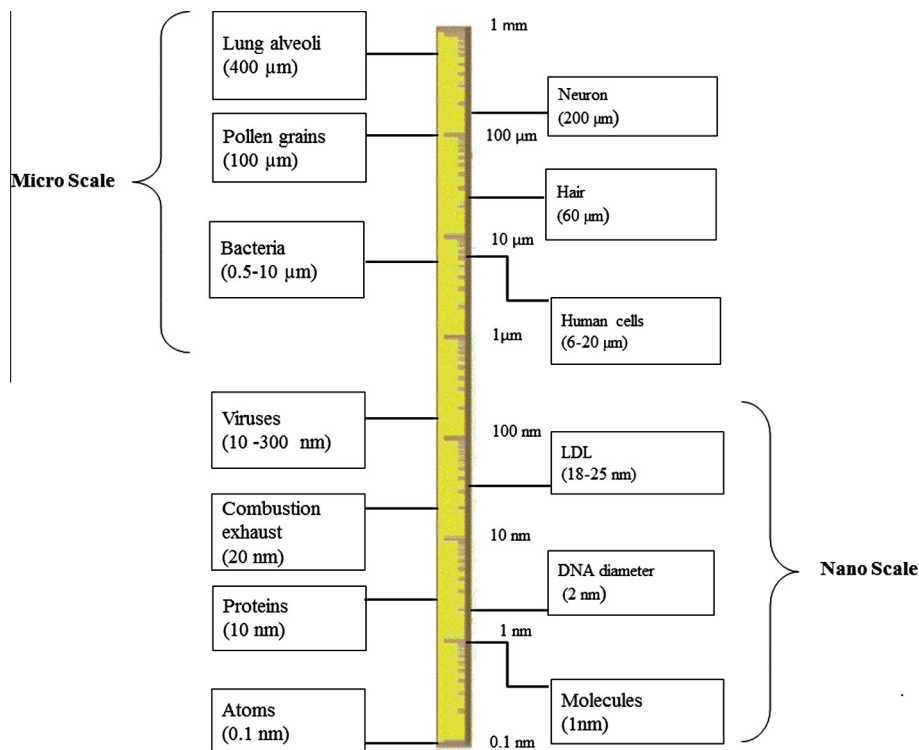 1 mm
Lung alveoli
(400 µm)
Neuron
(200 µm)
Pollen grains
(100 µm)
100 µm
Micro Scale
Hair
(60 µm)
10 µm
Bacteria
(0.5-10 µm)
Human cells
(6-20 µm)
1µm
Viruses
(10 -300 nm)
100 nm
LDL
(18-25 nm)
Combustion
exhaust
(20 nm)
10 nm
DNA diameter
(2 nm)
Nano Scale
Proteins
(10 nm)
1 nm
Molecules
(1nm)
Atoms
(0.1 nm)
0.1 nm